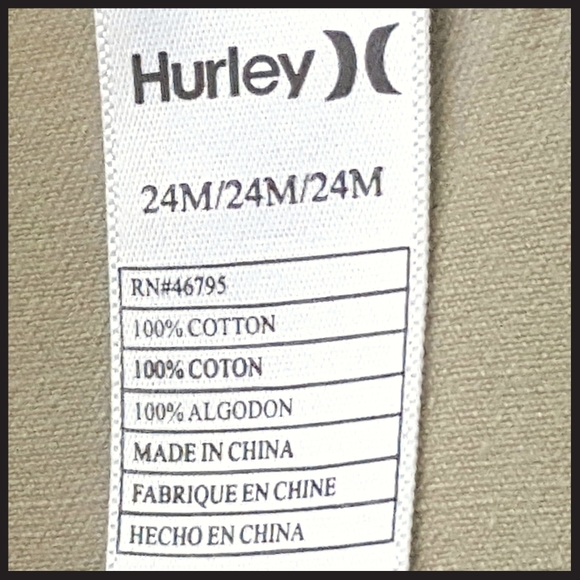 Hurley
24M/24M/24M
RN#46795
100% COTTON
100% COTON
100% ALGODON
MADE IN CHINA
FABRIQUE EN CHINE
HECHO EN CHINA